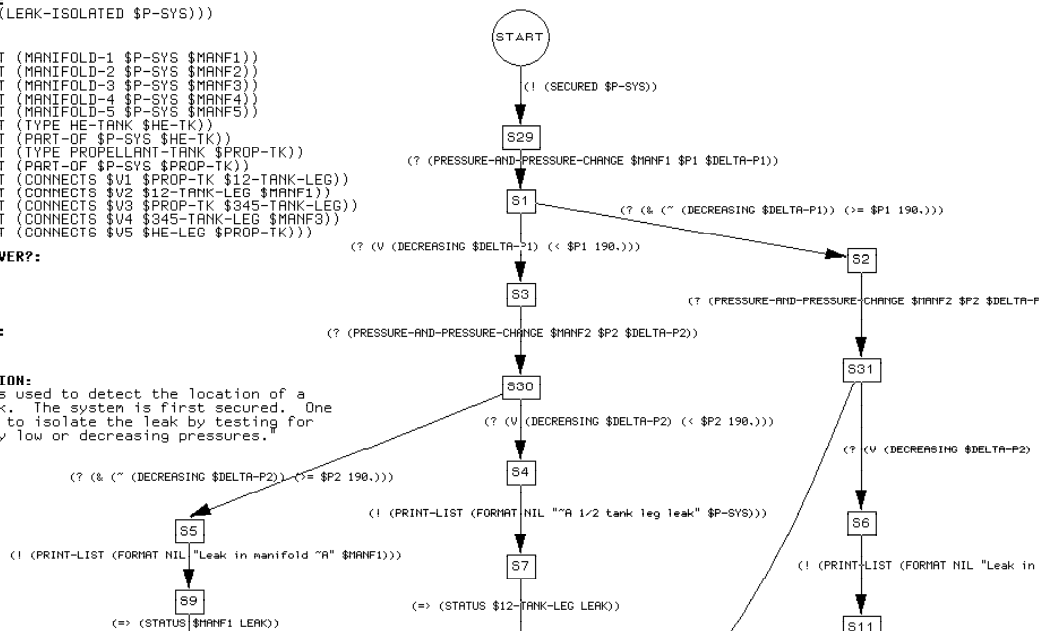 (LEAK-ISOLATED $P-SYS)))
T (MANIFOLD-1 $P-SYS $MANF1))
T (MANIFOLD-2 $P-SYS $MANF2))
T (MANIFOLD-3 $P-SYS $MANF3))
T (MANIFOLD-4 $P-SYS $MANF4))
T (MANIFOLD-5 $P-SYS $MANF5))
T (TYPE HE-TANK $HE-TK))
T (PART-OF $P-SYS $HE-TK))
T (TYPE PROPELLANT-TANK $PROP-TK))
T (PART-OF $P-SYS $PROP-TK))
T (CONNECTS $V1 $PROP-TK $12-TANK-LEG))
T (CONNECTS $V2 $12-TANK-LEG $MANF1))
T (CONNECTS $V3 $PROP-TK $345-TANK-LEG))
T (CONNECTS $V4 $345-TANK-LEG $MANF3))
T (CONNECTS $V5 $HE-LEG $PROP-TK)))
VER?:
:
ION:
s used to detect the location of a
k.  The system is first secured.  One
to isolate the leak by testing for
y low or decreasing pressures."
START
(! (SECURED $P-SYS))
S29
(? (PRESSURE-AND-PRESSURE-CHANGE $MANF1 $P1 $DELTA-P1))
S1
(? (& (~ (DECREASING $DELTA-P1)) (>= $P1 190.)))
(? (V (DECREASING $DELTA-P1) (< $P1 190.)))
S2
S3
(? (PRESSURE-AND-PRESSURE-CHANGE $MANF2 $P2 $DELTA-P
(? (PRESSURE-AND-PRESSURE-CHANGE $MANF2 $P2 $DELTA-P2))
S31
S30
(? (V (DECREASING $DELTA-P2) (< $P2 190.)))
(? (V (DECREASING $DELTA-P2)
(? (& (~ (DECREASING $DELTA-P2)) (>= $P2 190.)))
S4
(! (PRINT-LIST (FORMAT NIL "~A 1/2 tank leg leak" $P-SYS)))
S5
S6
(! (PRINT-LIST (FORMAT NIL "Leak in manifold ~A" $MANF1)))
S7
(! (PRINT-LIST (FORMAT NIL "Leak in
S9
(=> (STATUS $12-TANK-LEG LEAK))
(=> (STATUS $MANF1 LEAK))
S11